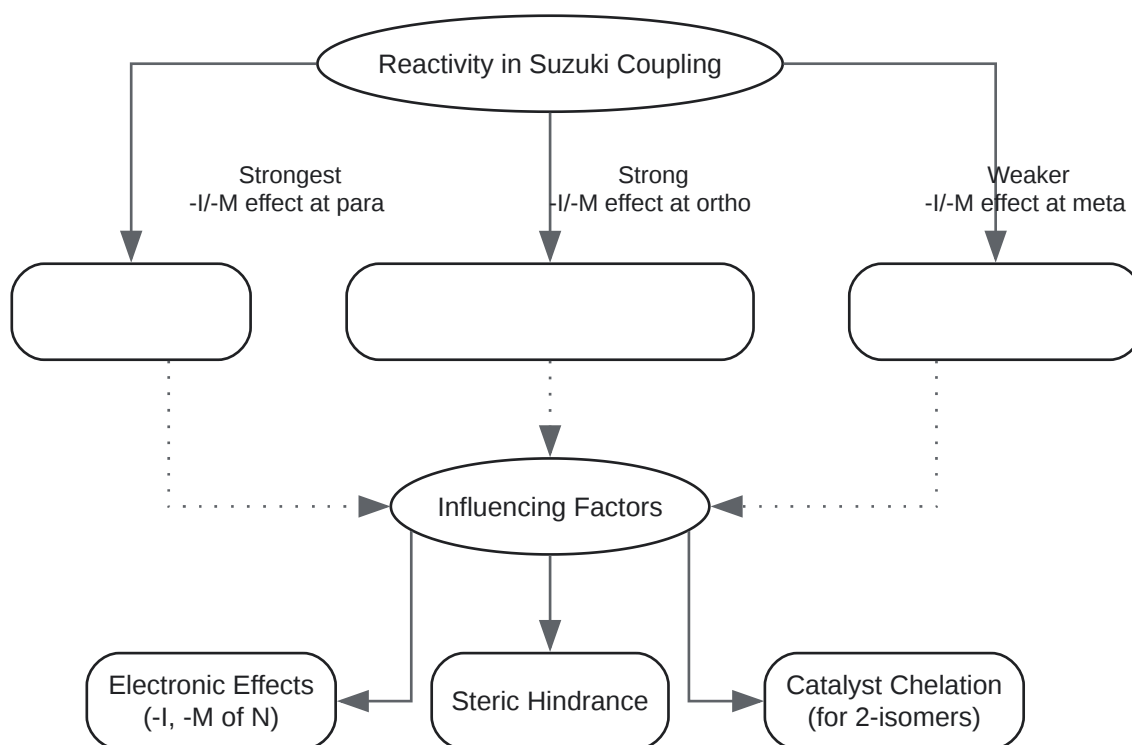 Reactivity in Suzuki Coupling
Strongest
-I/-M effect at para
Strong
-I/-M effect at ortho
Weaker
-I/-M effect at meta
Influencing Factors
Electronic Effects
(-I, -M of N)
Steric Hindrance
Catalyst Chelation
(for 2-isomers)